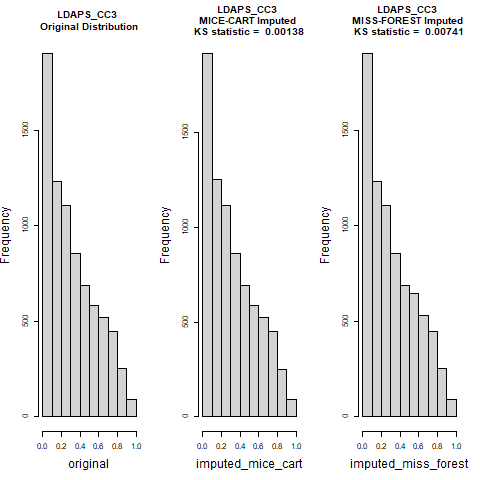 LDAPS_CC3
Original Distribution
Frequency
1500
1000
500
0
0.0 0.2 0.4 0.6 0.8 1.0
original
LDAPS_CC3
MICE-CART Imputed
KS statistic = 0.00138
Frequency
1500
1000
500
0
0.0 0.2 0.4 0.6 0.8 1.0
imputed_mice_cart
LDAPS_CC3
MISS-FOREST Imputed
KS statistic = 0.00741
Frequency
1500
1000
500
0
0.0 0.2 0.4 0.6 0.8 1.0
imputed_miss_forest